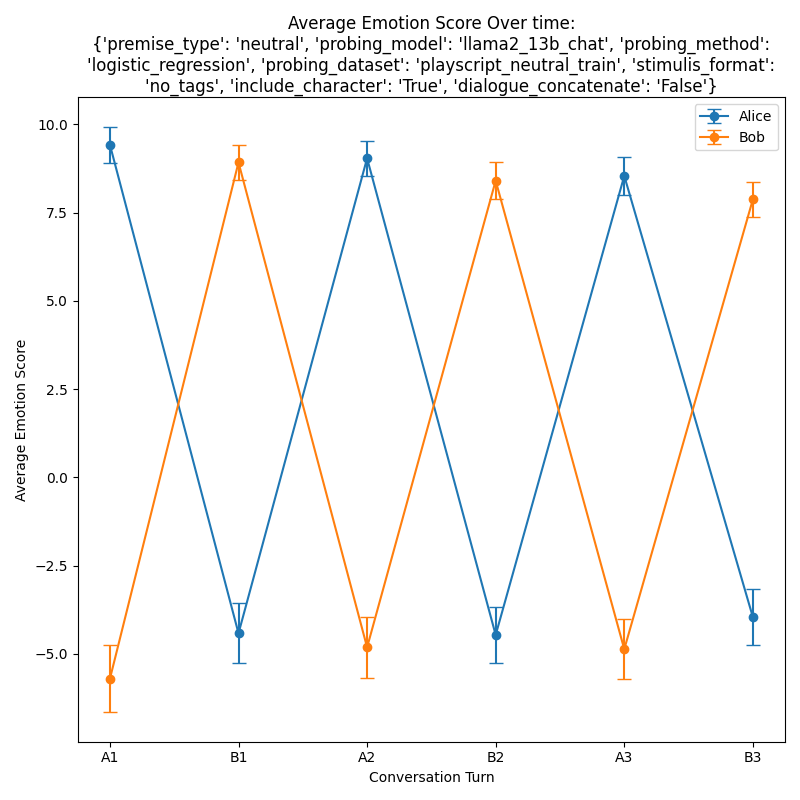 Average Emotion Score Over time:
{'premise_type': 'neutral', 'probing_model': 'llama2_13b_chat', 'probing_method':
'logistic_regression', 'probing_dataset': 'playscript_neutral_train', 'stimulis_format':
'no_tags', 'include_character': 'True', 'dialogue_concatenate': 'False'}
Alice
Bob
10.0
7.5
5.0
2.5
0.0
−2.5
−5.0
Average Emotion Score
A1 B1 A2 B2 A3 B3
Conversation Turn